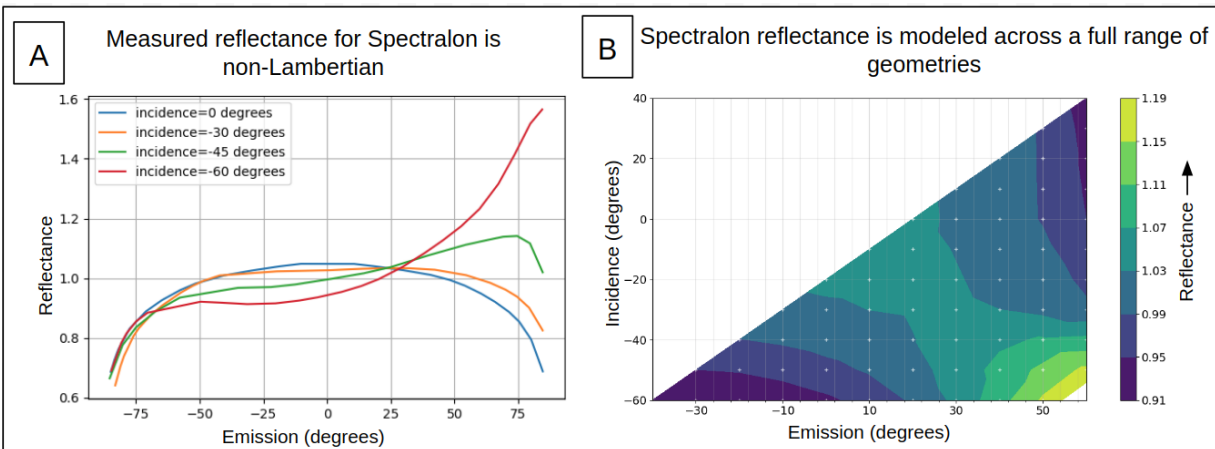 A
Measured reflectance for Spectralon is
non-Lambertian
1.6
1.4
1.2
1.0
0.8
0.6
Reflectance
incidence=0 degrees
incidence=-30 degrees
incidence=-45 degrees
incidence=-60 degrees
−75
−50
−25
0
25
50
75
Emission (degrees)
B
Spectralon reflectance is modeled across a full range of
geometries
40
20
0
−20
−40
−60
Incidence (degrees)
−30
−10
10
30
50
Emission (degrees)
1.19
1.15
1.11
1.07
1.03
0.99
0.95
0.91
Reflectance